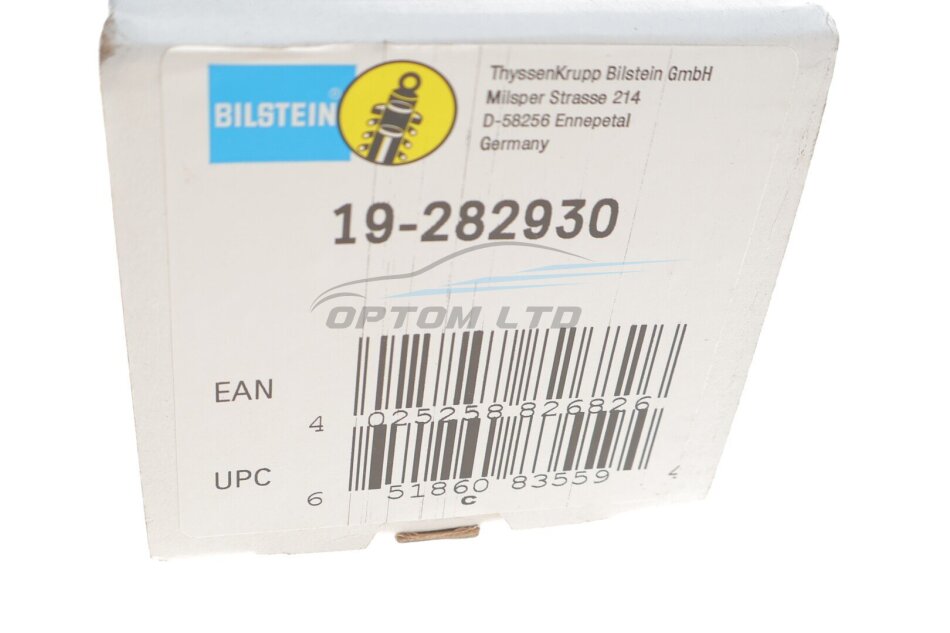 BILSTEIN®
ThyssenKrupp Bilstein GmbH
Milsper Strasse 214
D-58256 Ennepetal
Germany
19-282930
OPTOM LTD
EAN
4 025258 826826
UPC
6 51860 83559 4
c